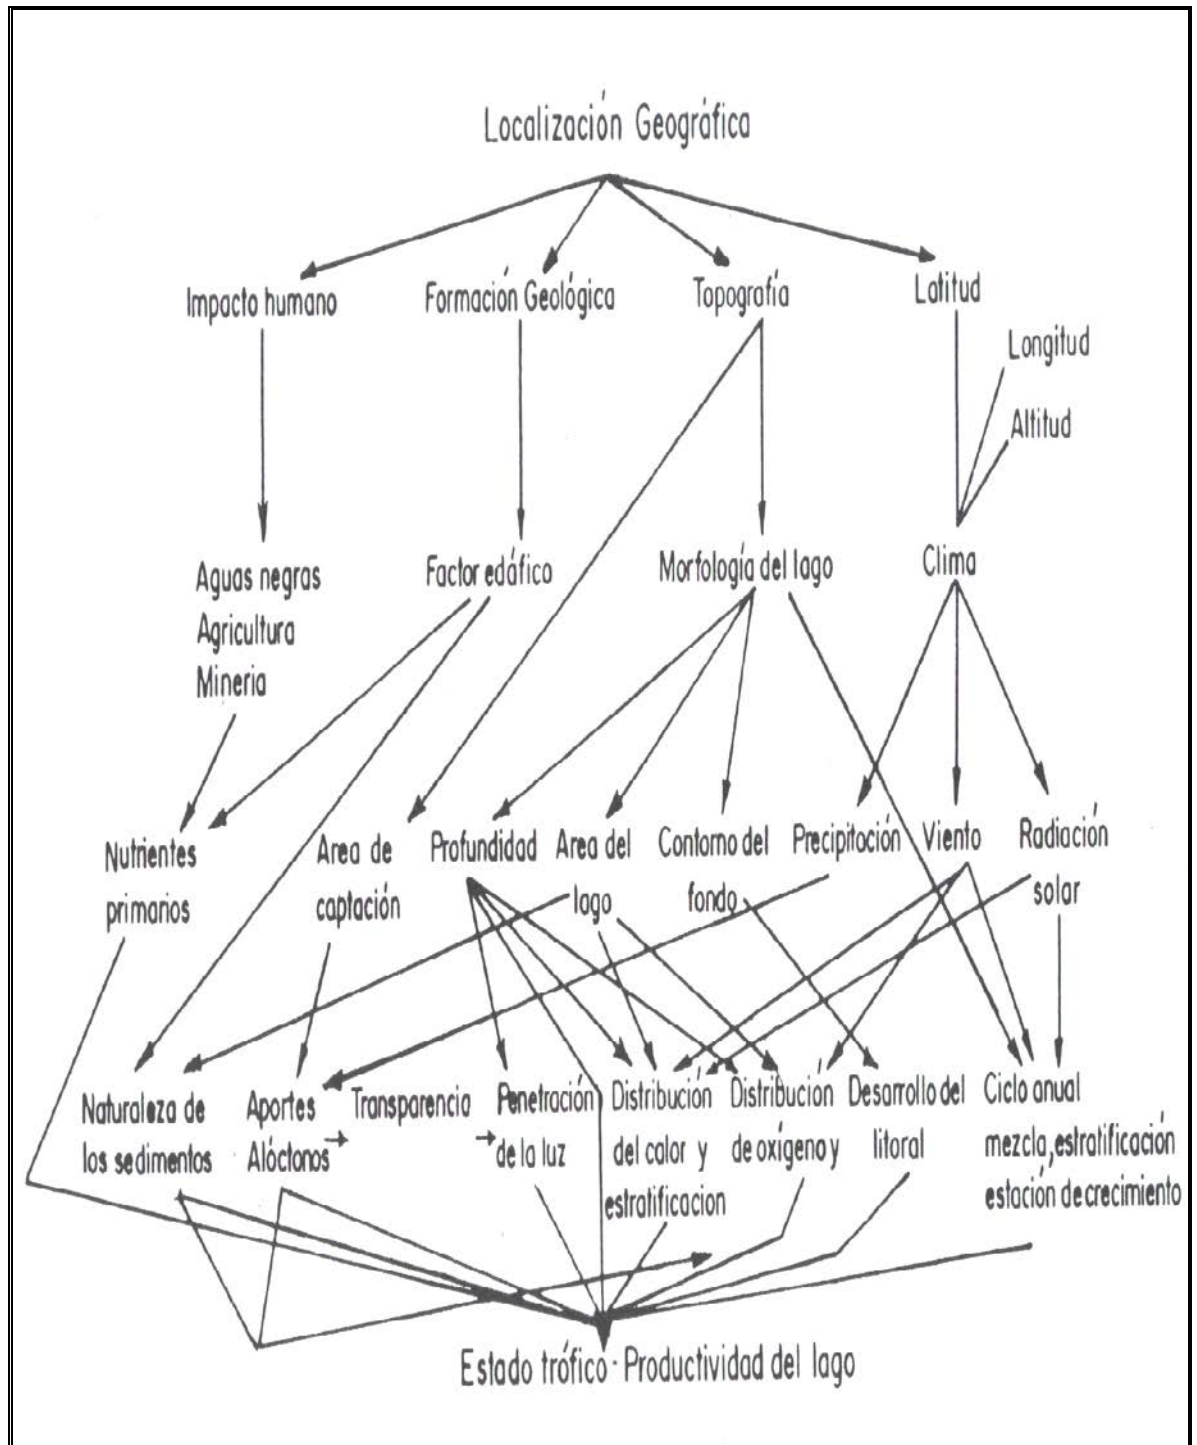 Localización Geográfica
Impacto humano
Formación Geológica
Topografía
Latitud
Longitud
Altitud
Aguas negras
Agricultura
Mineria
Factor edáfico
Morfología del lago
Clima
Nutrientes
primarios
Area de
captación
Profundidad
Area del
lago
Contorno del
fondo
Precipitación
Viento
Radiación
solar
Naturaleza de
los sedimentos
Aportes
Alóctonos
Transparencia
Penetración
de la luz
Distribución
del calor y
estratificacion
Distribución
de oxígeno y
Desarrollo del
litoral
Ciclo anual
mezcla, estratificación
estación de crecimiento
Estado trófico · Productividad del lago